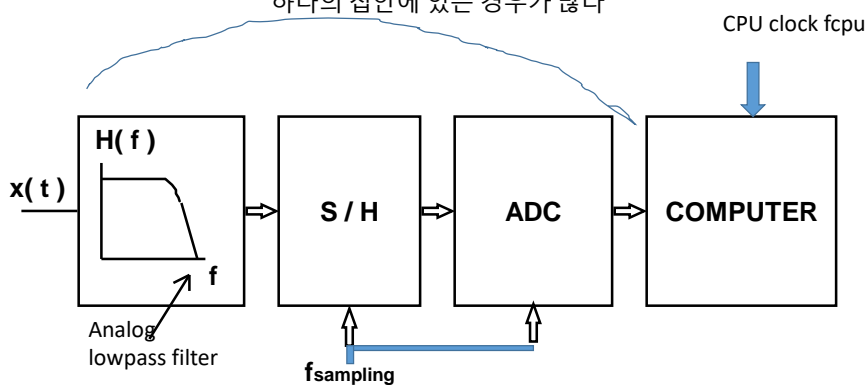 하나의 칩안에 있는 경우가 많다
CPU clock fcpu
H( f )
x( t )
S / H
ADC
COMPUTER
f
Analog
lowpass filter
fsampling